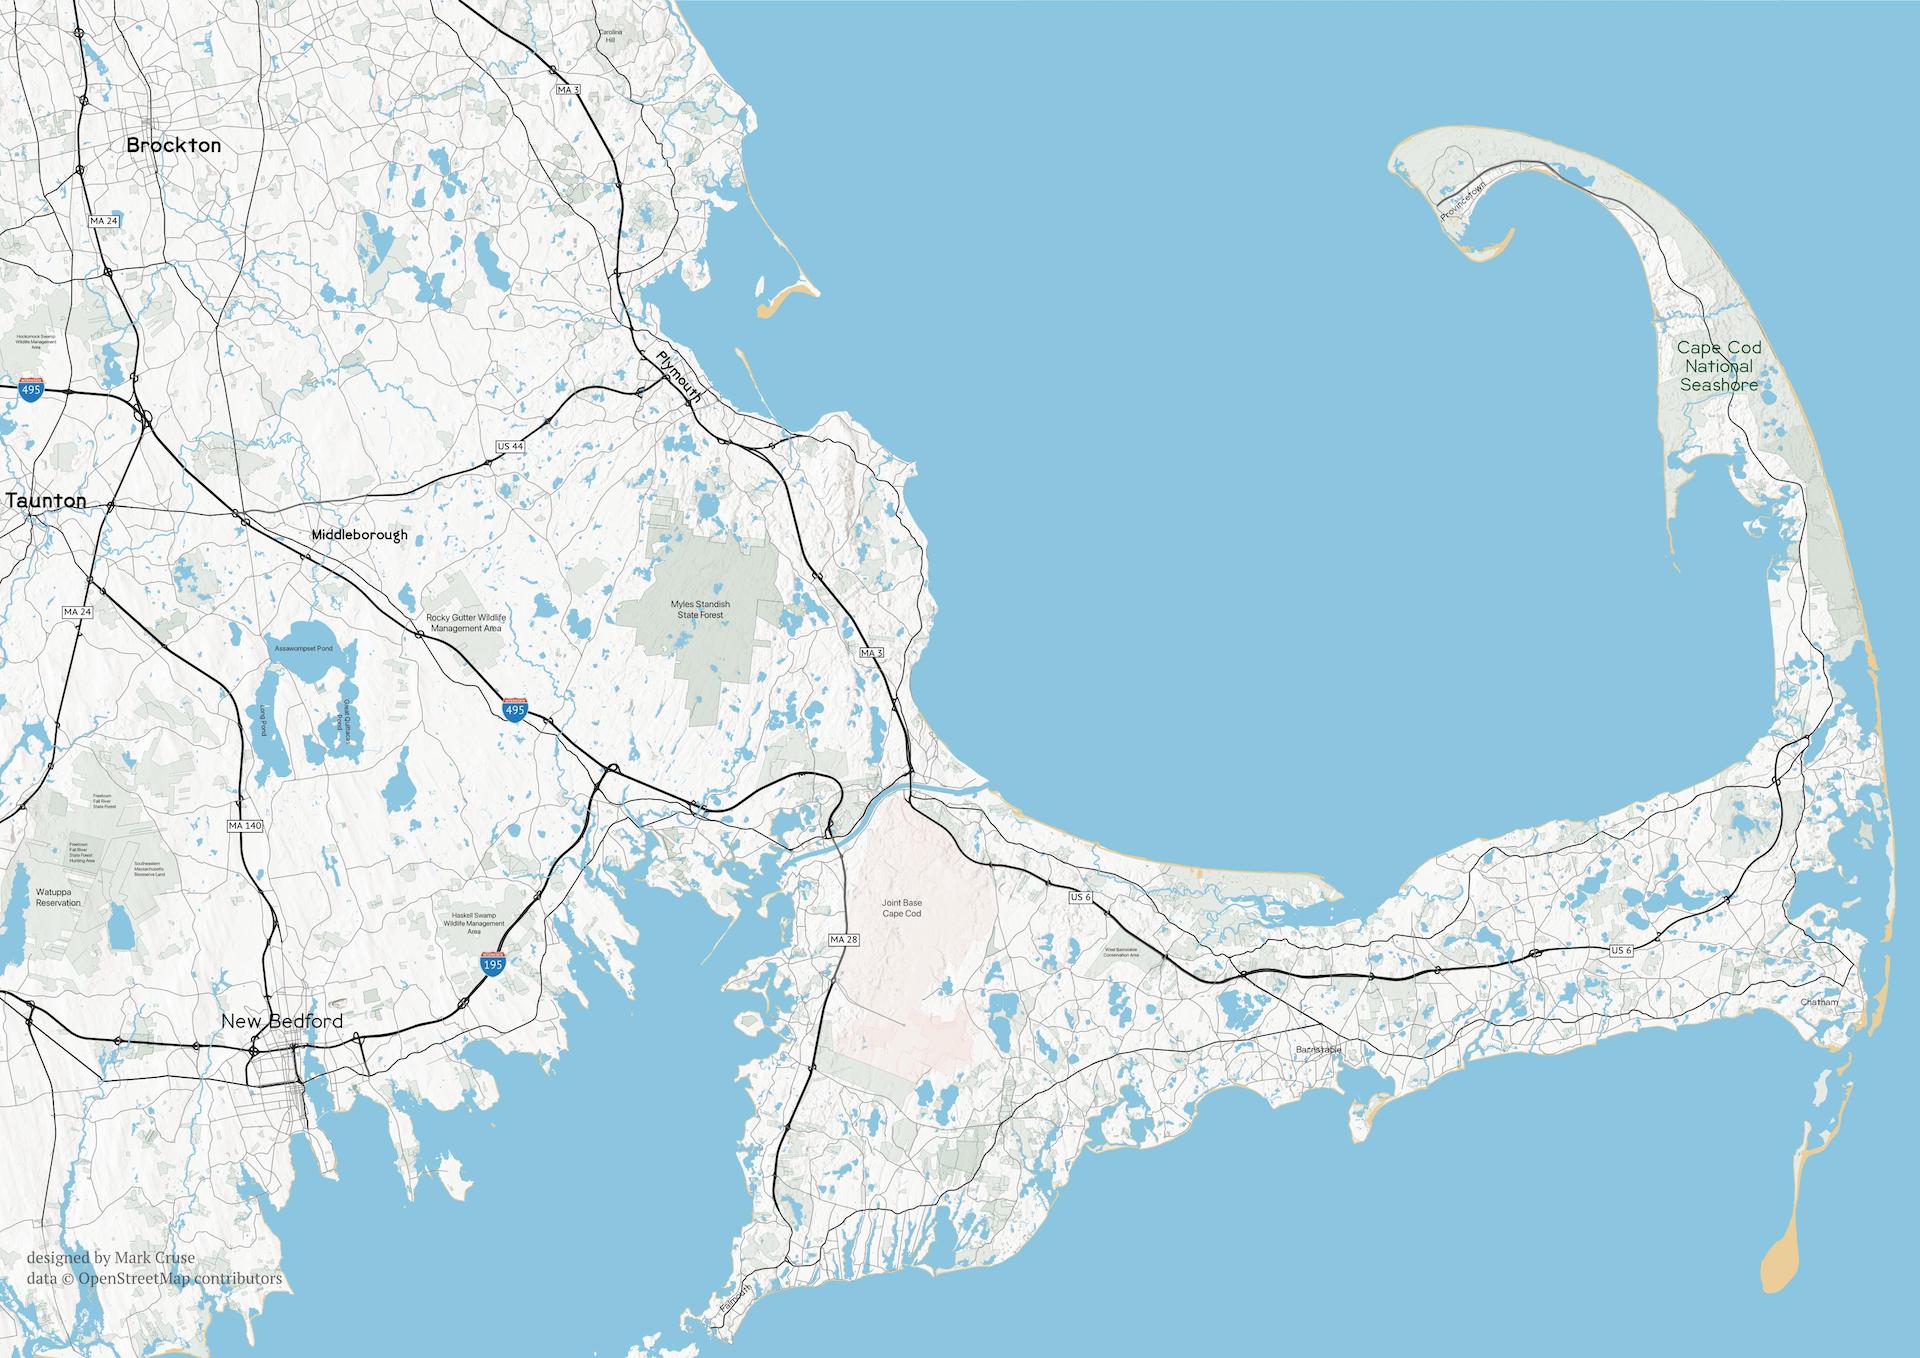 Carolina
Hill
MA 3
Brockton
MA 24
Provincetown
Hockomock Swamp
Wildlife Management
Area
Plymouth
Cape Cod
National
Seashore
495
US 44
Taunton
Middleborough
MA 24
Myles Standish
State Forest
Rocky Gutter Wildlife
Management Area
Assawompset Pond
MA 3
495
Long Pond
Great Quittacas
Pond
Freetown
Fall River
State Forest
MA 140
Freetown
Fall River
State Forest
Hunting Area
Southeastern
Massachusetts
Bioreserve Land
Watuppa
Reservation
US 6
Joint Base
Cape Cod
Haskell Swamp
Wildlife Management
Area
MA 28
US 6
West Barnstable
Conservation Area
195
Chatham
New Bedford
Barnstable
designed by Mark Cruse
data © OpenStreetMap contributors
Falmouth